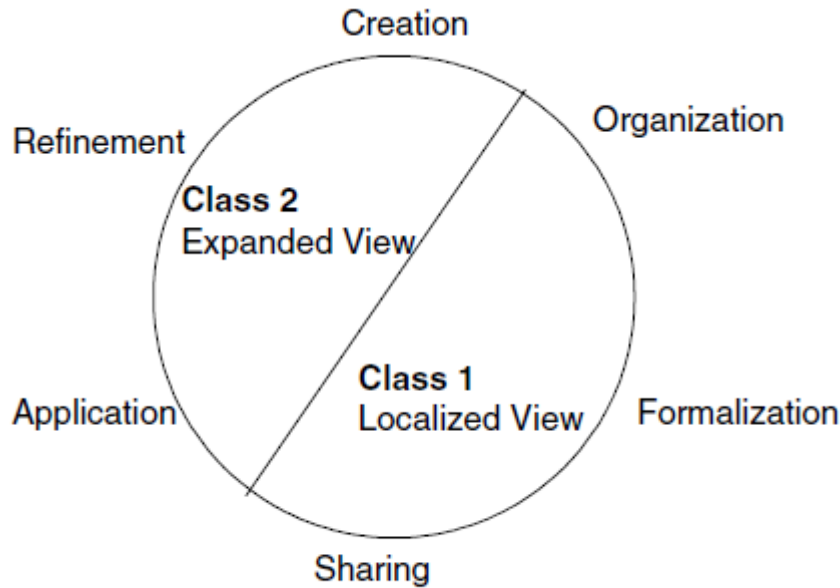 Creation
Organization
Refinement
Class 2
Expanded View
Class 1
Localized View
Application
Formalization
Sharing